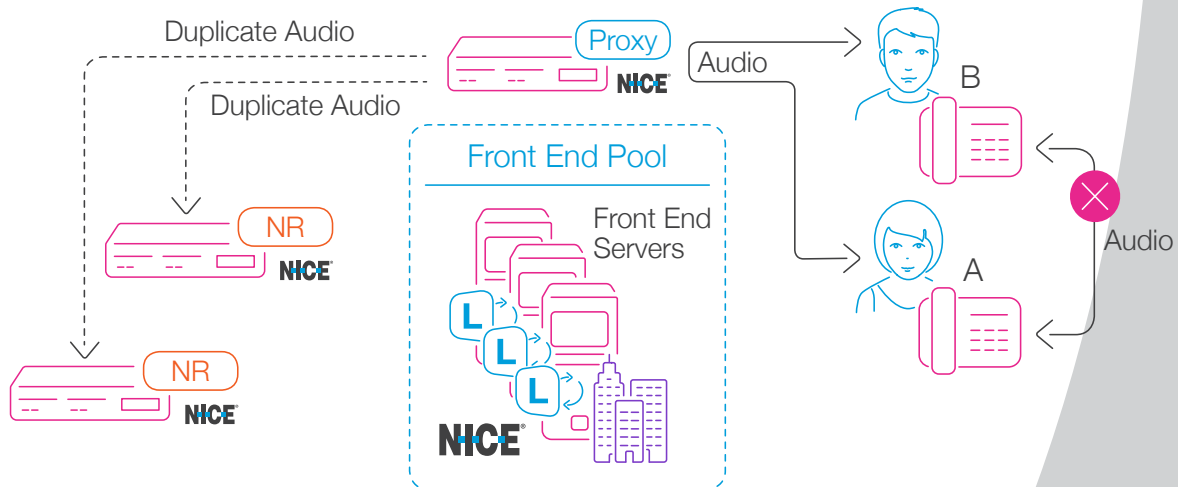 Duplicate Audio
Proxy
NICE®
Audio
B
Duplicate Audio
Front End Pool
Front End
Servers
NR
NICE®
Audio
A
L
L
L
NR
NICE®
NICE®